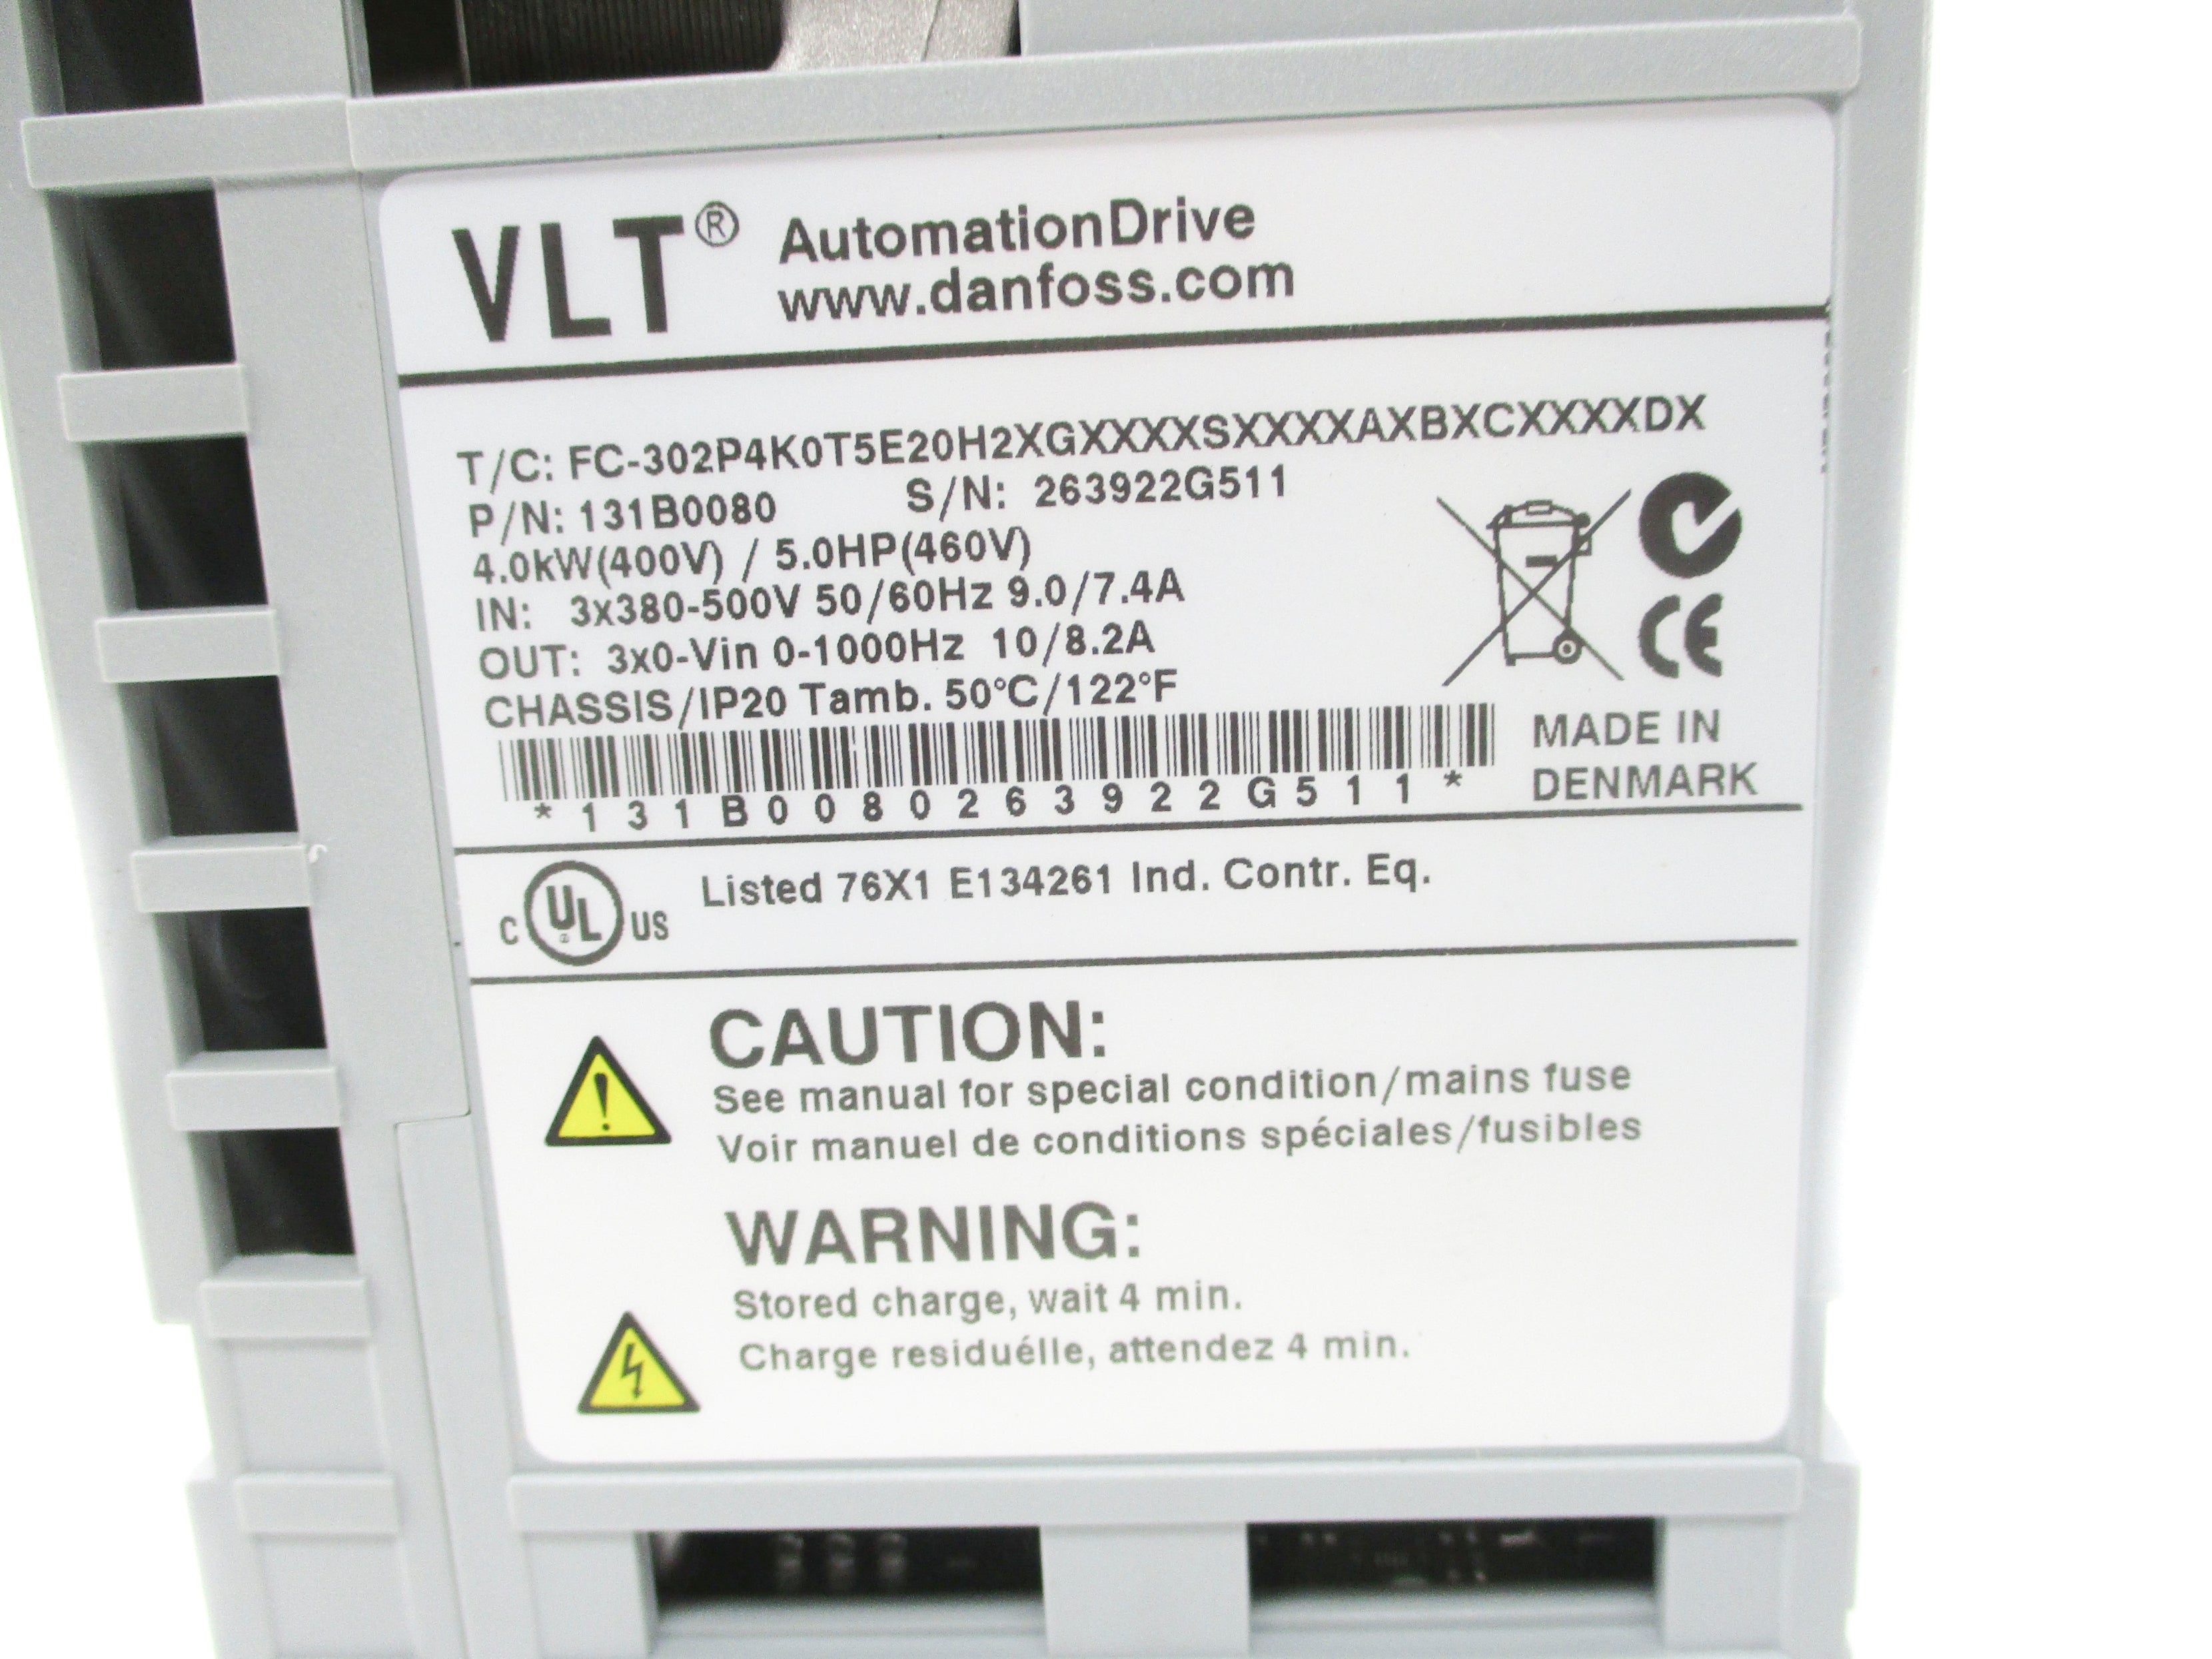 VLT® AutomationDrive
www.danfoss.com
T/C: FC-302P4K0T5E20H2XGXXXXSXXXXAXBXCXXXXDX
P/N: 131B0080 S/N: 263922G511
4.0kW(400V) / 5.0HP(460V)
IN: 3x380-500V 50/60Hz 9.0/7.4A
OUT: 3x0-Vin 0-1000Hz 10/8.2A
CHASSIS/IP20 Tamb. 50°C/122°F
*131B0080263922G511*
CE
MADE IN
DENMARK
C UL US Listed 76X1 E134261 Ind. Contr. Eq.
CAUTION:
See manual for special condition/mains fuse
Voir manuel de conditions spéciales/fusibles
WARNING:
Stored charge, wait 4 min.
Charge residuélle, attendez 4 min.